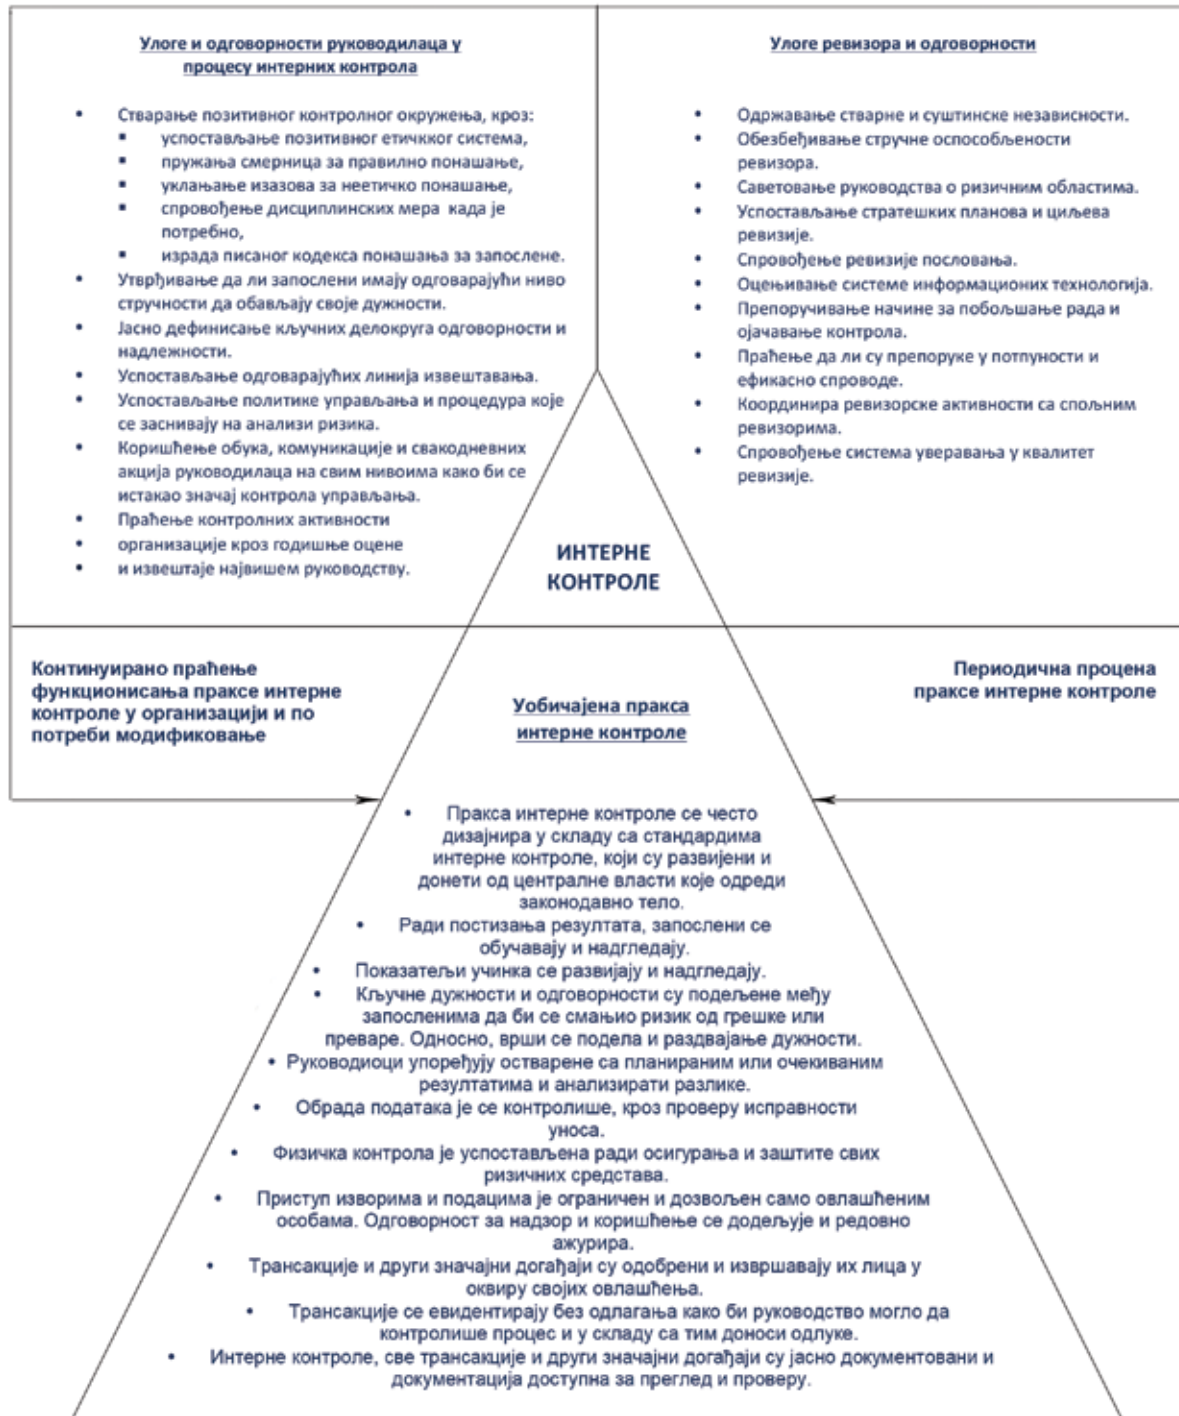 Улоге и одговорности руководилаца у
процесу интерних контрола
• Стварање позитивног контролног окружења, кроз:
▪ успостављање позитивног етичкког система,
▪ пружања смерница за правилно понашање,
▪ уклањање изазова за неетичко понашање,
▪ спровођење дисциплинских мера када је
потребно,
▪ израда писаног кодекса понашања за запослене.
• Утврђивање да ли запослени имају одговарајући ниво
стручности да обављају своје дужности.
• Јасно дефинисање кључних делокруга одговорности и
надлежности.
• Успостављање одговарајућих линија извештавања.
• Успостављање политике управљања и процедура које
се заснивају на анализи ризика.
• Коришћење обука, комуникације и свакодневних
акција руководилаца на свим нивоима како би се
истакао значај контрола управљања.
• Праћење контролних активности
• организације кроз годишње оцене
• и извештаје највишем руководству.
Улоге ревизора и одговорности
• Одржавање стварне и суштинске независности.
• Обезбеђивање стручне оспособљености
ревизора.
• Саветовање руководства о ризичним областима.
• Успостављање стратешких планова и циљева
ревизије.
• Спровођење ревизије пословања.
• Оцењивање системе информационих технологија.
• Препоручивање начине за побољшање рада и
ојачавање контрола.
• Праћење да ли су препоруке у потпуности и
ефикасно спроводе.
• Координира ревизорске активности са спољним
ревизорима.
• Спровођење система уверавања у квалитет
ревизије.
ИНТЕРНЕ
КОНТРОЛЕ
Континуирано праћење
функционисања праксе интерне
контроле у организацији и по
потреби модификовање
Периодична процена
праксе интерне контроле
Уобичајена пракса
интерне контроле
• Пракса интерне контроле се често
дизајнира у складу са стандардима
интерне контроле, који су развијени и
донети од централне власти које одреди
законодавно тело.
• Ради постизања резултата, запослени се
обучавају и надгледају.
• Показатељи учинка се развијају и надгледају.
• Кључне дужности и одговорности су подељене међу
запосленима да би се смањио ризик од грешке или
преваре. Односно, врши се подела и раздвајање дужности.
• Руководиоци упоређују остварене са планираним или очекиваним
резултатима и анализирати разлике.
• Обрада података је се контролише, кроз проверу исправности
уноса.
• Физичка контрола је успостављена ради осигурања и заштите свих
ризичних средстава.
• Приступ изворима и подацима је ограничен и дозвољен само овлашћеним
особама. Одговорност за надзор и коришћење се додељује и редовно
ажурира.
• Трансакције и други значајни догађаји су одобрени и извршавају их лица у
оквиру својих овлашћења.
• Трансакције се евидентирају без одлагања како би руководство могло да
контролише процес и у складу са тим доноси одлуке.
• Интерне контроле, све трансакције и други значајни догађаји су јасно документовани и
документација доступна за преглед и проверу.